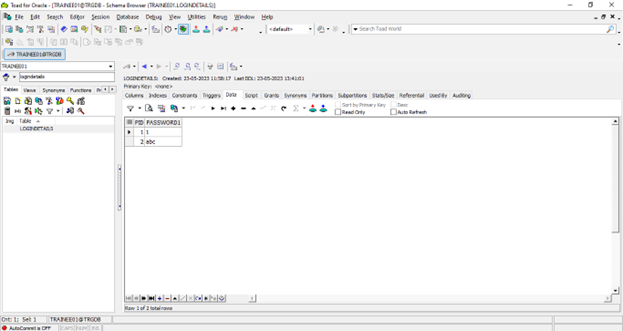 Toad for Oracle - [TRAINEE01@TRGDB - Schema Browser (TRAINEE01.LOGINDETAILS)]
File Edit Search Editor Session Database Debug View Utilities Rerun Window Help
<default> Search Toad World
TRAINEE01@TRGDB
TRAINEE01
logindetails
Tables Views Synonyms Functions
Img Table
LOGINDETAILS
LOGINDETAILS: Created: 23-05-2023 11:58:17 Last DDL: 23-05-2023 13:41:01
Primary Key: <none>
Columns Indexes Constraints Triggers Data Script Grants Synonyms Partitions Subpartitions Stats/Size Referential Used By Auditing
Sort by Primary Key Desc
Read Only Auto Refresh
PID PASSWORD1
1 1
2 abc
Row 1 of 2 total rows
Cnt: 1; Sel: 1 TRAINEE01@TRGDB
AutoCommit is OFF CAPS NUM INS